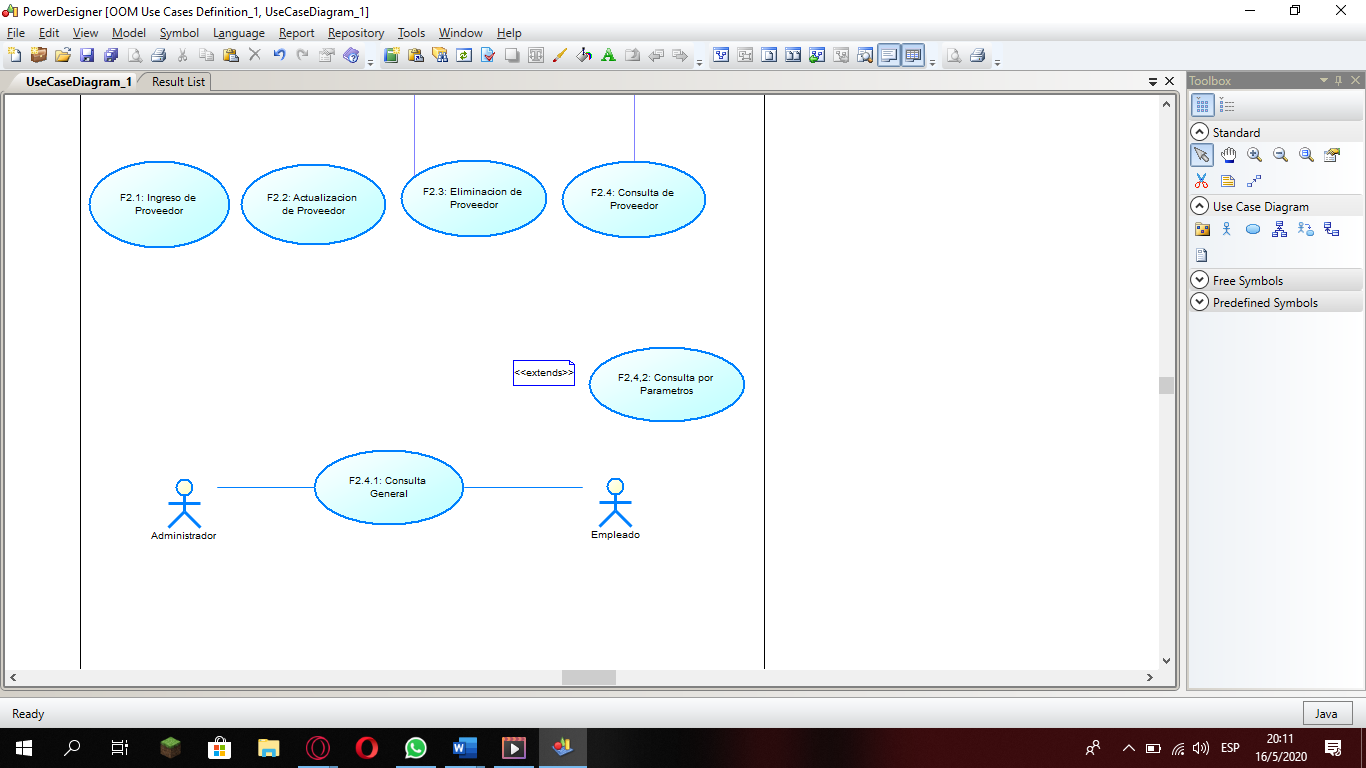 PowerDesigner [OOM Use Cases Definition_1, UseCaseDiagram_1]
File Edit View Model Symbol Language Report Repository Tools Window Help
UseCaseDiagram_1 Result List
Toolbox
Standard
Use Case Diagram
Free Symbols
Predefined Symbols
F2.1: Ingreso de
Proveedor
F2.2: Actualizacion
de Proveedor
F2.3: Eliminacion de
Proveedor
F2.4: Consulta de
Proveedor
<<extends>>
F2,4,2: Consulta por
Parametros
F2.4.1: Consulta
General
Administrador
Empleado
Ready
Java
ESP
20:11
16/5/2020